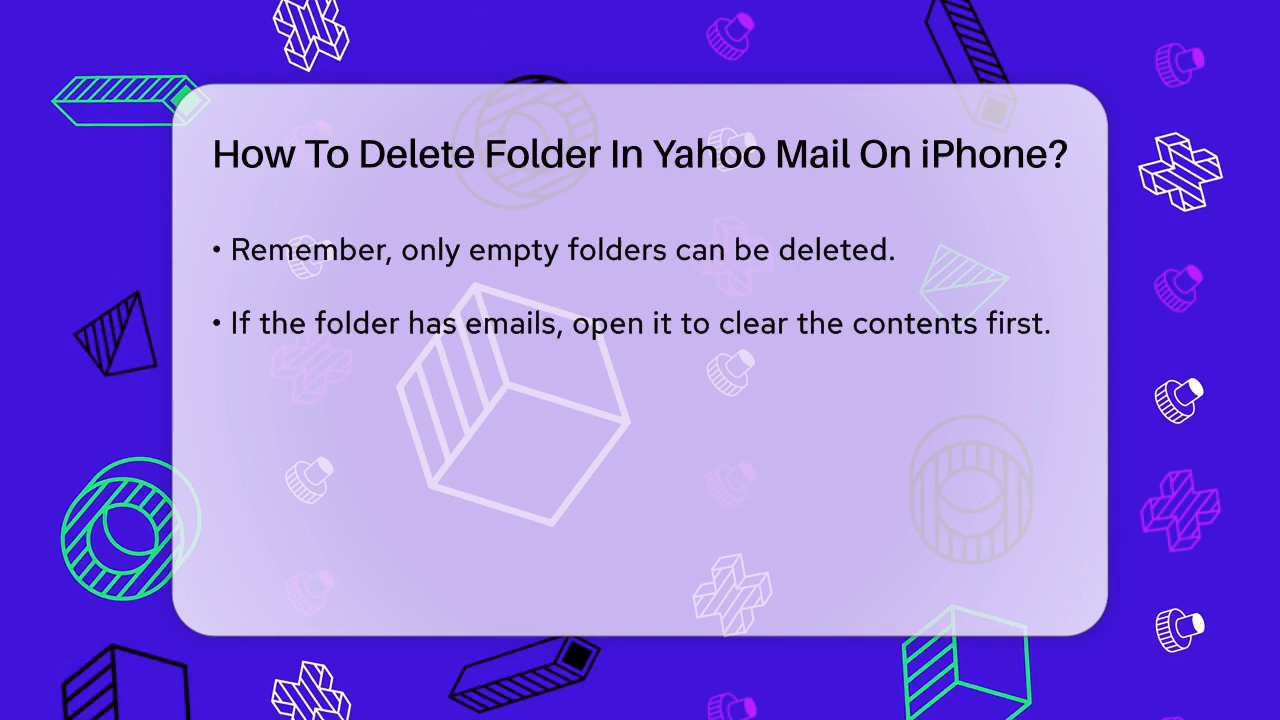 How To Delete Folder In Yahoo Mail On iPhone?
• Remember, only empty folders can be deleted.
• If the folder has emails, open it to clear the contents first.